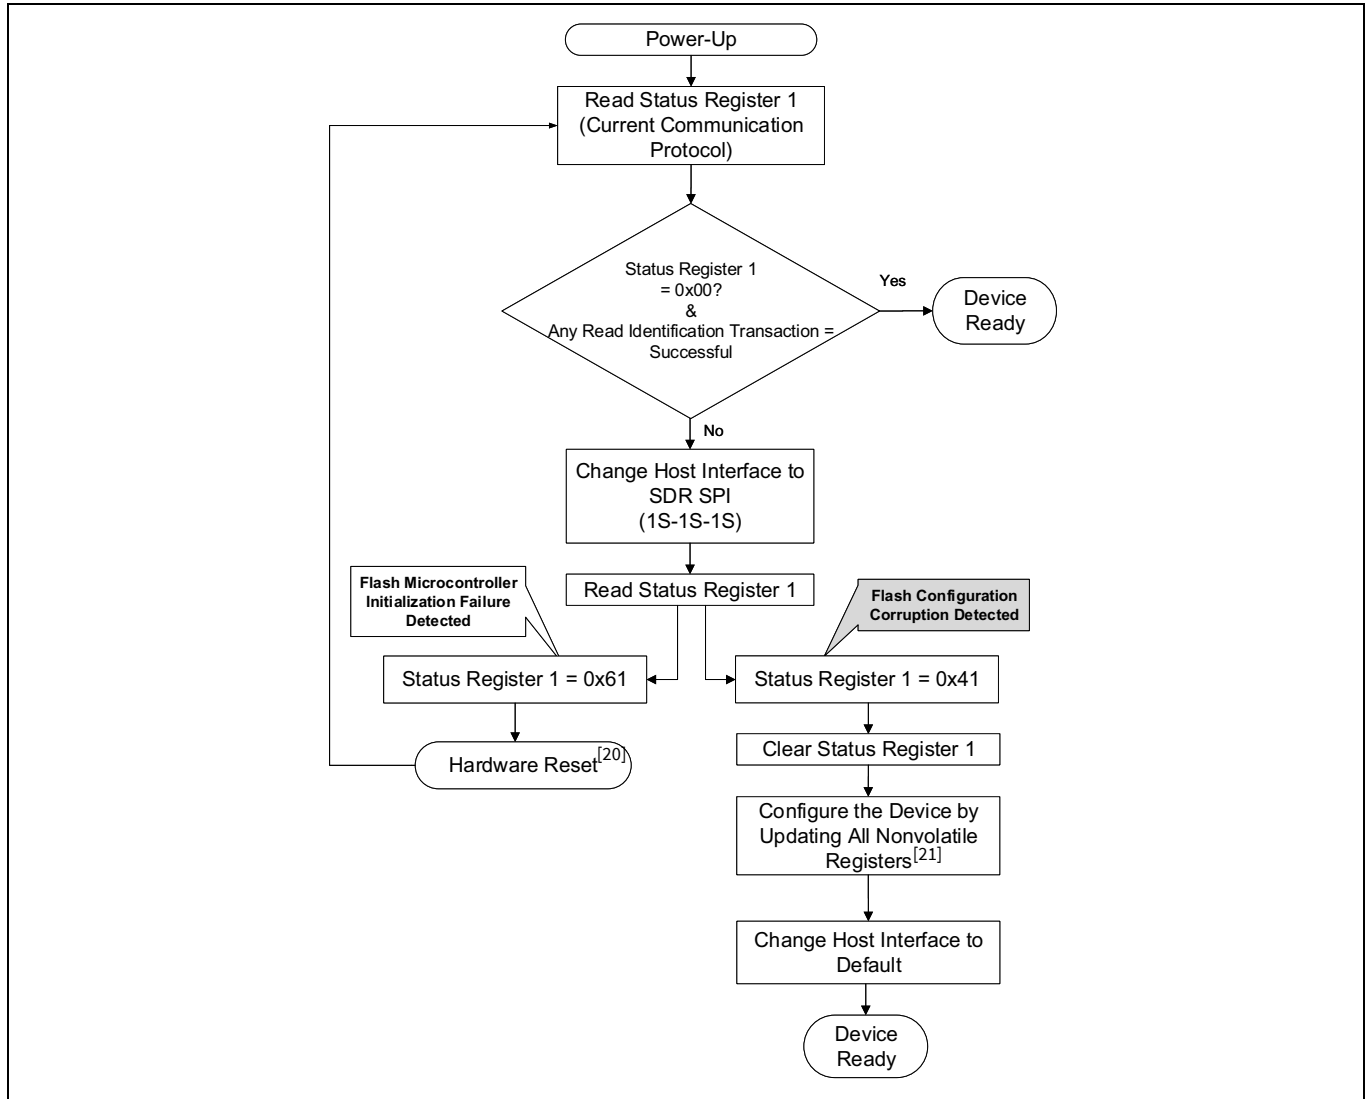 Power-Up
Read Status Register 1
(Current Communication
Protocol)
Status Register 1
= 0x00?
&
Any Read Identification Transaction =
Successful
Yes
Device
Ready
No
Change Host Interface to
SDR SPI
(1S-1S-1S)
Read Status Register 1
Flash Microcontroller
Initialization Failure
Detected
Flash Configuration
Corruption Detected
Status Register 1 = 0x61
Status Register 1 = 0x41
Hardware Reset[20]
Clear Status Register 1
Configure the Device by
Updating All Nonvolatile
Registers[21]
Change Host Interface to
Default
Device
Ready